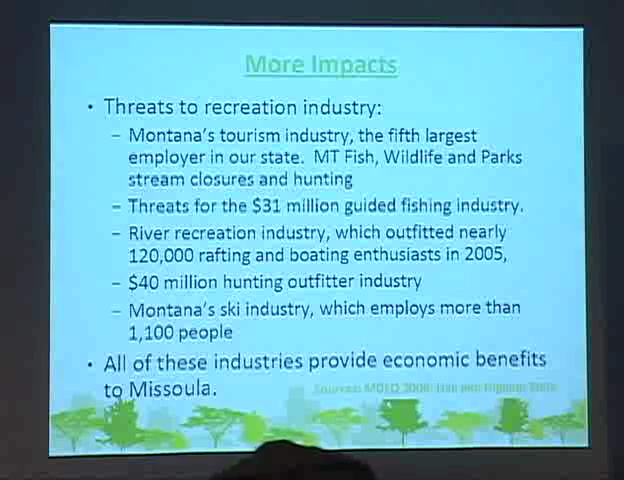 More Impacts
• Threats to recreation industry:
– Montana's tourism industry, the fifth largest
employer in our state. MT Fish, Wildlife and Parks
stream closures and hunting
– Threats for the $31 million guided fishing industry.
– River recreation industry, which outfitted nearly
120,000 rafting and boating enthusiasts in 2005,
– $40 million hunting outfitter industry
– Montana's ski industry, which employs more than
1,100 people
• All of these industries provide economic benefits
to Missoula.